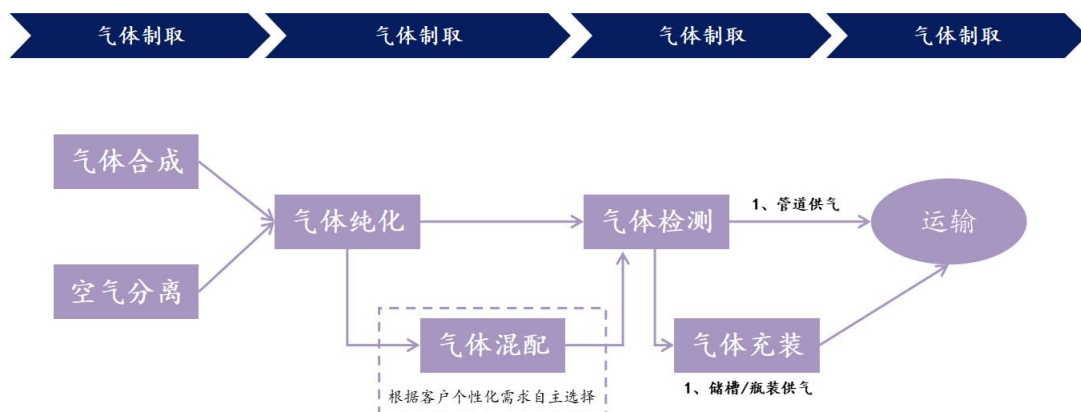 气体制取
气体制取
气体制取
气体制取
气体合成
气体纯化
气体检测
1、管道供气
运输
空气分离
气体混配
气体充装
根据客户个性化需求自主选择
1、储槽/瓶装供气